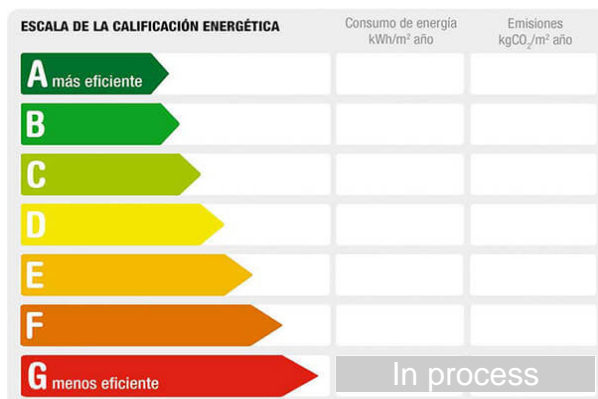 ESCALA DE LA CALIFICACIÓN ENERGÉTICA
Consumo de energía
kWh/m² año
Emisiones
kgCO₂/m² año
A más eficiente
B
C
D
E
F
G menos eficiente
In process